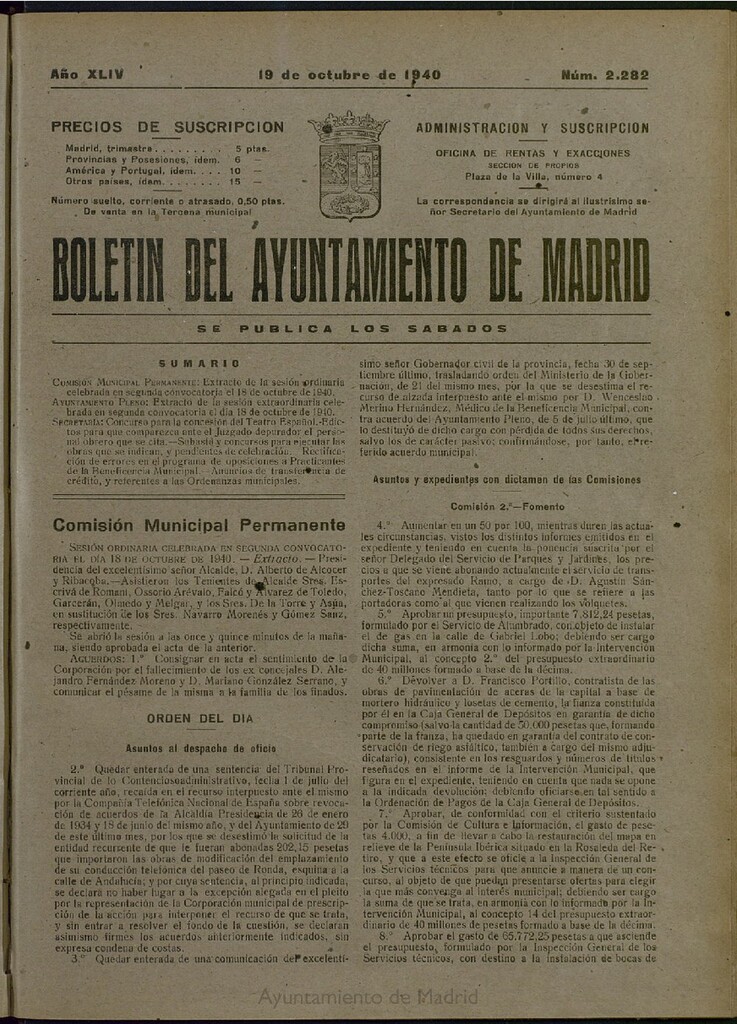 Año XLIV
19 de octubre de 1940
Núm. 2.282
PRECIOS DE SUSCRIPCION
Madrid, trimestre . . . . . . . . 5 ptas.
Provincias y Posesiones, ídem. 6 —
América y Portugal, ídem. . . . 10 —
Otros países, ídem. . . . . . . . 15 —
Número suelto, corriente o atrasado, 0,50 ptas.
De venta en la Tercena municipal
ADMINISTRACION Y SUSCRIPCION
OFICINA DE RENTAS Y EXACCIONES
SECCION DE PROPIOS
Plaza de la Villa, número 4
La correspondencia se dirigirá al ilustrísimo se-
ñor Secretario del Ayuntamiento de Madrid
BOLETIN DEL AYUNTAMIENTO DE MADRID
SE PUBLICA LOS SABADOS
SUMARIO
COMISIÓN MUNICIPAL PERMANENTE: Extracto de la sesión ordinaria
celebrada en segunda convocatoria el 18 de octubre de 1940.
AYUNTAMIENTO PLENO: Extracto de la sesión extraordinaria cele-
brada en segunda convocatoria el día 18 de octubre de 1940.
SECRETARÍA: Concurso para la concesión del Teatro Español.—Edic-
tos para que comparezca ante el Juzgado depurador el perso-
nal obrero que se cita.—Subasta y concursos para ejecutar las
obras que se indican, y pendientes de celebración. Rectifica-
ción de errores en el programa de oposiciones a Practicantes
de la Beneficencia Municipal.—Anuncios de transferencia de
crédito, y referentes a las Ordenanzas municipales.
Comisión Municipal Permanente
SESIÓN ORDINARIA CELEBRADA EN SEGUNDA CONVOCATO-
RIA EL DÍA 18 DE OCTUBRE DE 1940. — Extracto. — Presi-
dencia del excelentísimo señor Alcalde, D. Alberto de Alcocer
y Ribacoba.—Asistieron los Tenientes de Alcalde Sres. Es-
crivá de Romaní, Ossorio Arévalo, Falcó y Alvarez de Toledo,
Garcerán, Olmedo y Melgar, y los Sres. De la Torre y Aspa,
en sustitución de los Sres. Navarro Morenés y Gómez Sanz,
respectivamente.
Se abrió la sesión a las once y quince minutos de la maña-
na, siendo aprobada el acta de la anterior.
ACUERDOS: 1.º Consignar en acta el sentimiento de la
Corporación por el fallecimiento de los ex concejales D. Ale-
jandro Fernández Moreno y D. Mariano González Serrano, y
comunicar el pésame de la misma a la familia de los finados.
ORDEN DEL DIA
Asuntos al despacho de oficio
2.º Quedar enterada de una sentencia del Tribunal Pro-
vincial de lo Contenciosoadministrativo, fecha 1 de julio del
corriente año, recaída en el recurso interpuesto ante el mismo
por la Compañía Telefónica Nacional de España sobre revoca-
ción de acuerdos de la Alcaldía Presidencia de 26 de enero
de 1934 y 18 de junio del mismo año, y del Ayuntamiento de 29
de este último mes, por los que se desestimó la solicitud de la
entidad recurrente de que le fueran abonadas 202,15 pesetas
que importaron las obras de modificación del emplazamiento
de su conducción telefónica del paseo de Ronda, esquina a la
calle de Andalucía; y por cuya sentencia, al principio indicada,
se declara no haber lugar a la excepción alegada en el pleito
por la representación de la Corporación municipal de prescrip-
ción de la acción para interponer el recurso de que se trata,
y sin entrar a resolver el fondo de la cuestión, se declaran
asimismo firmes los acuerdos anteriormente indicados, sin
expresa condena de costas.
3.º Quedar enterada de una comunicación del excelentí-
simo señor Gobernador civil de la provincia, fecha 30 de sep-
tiembre último, trasladando orden del Ministerio de la Gober-
nación, de 21 del mismo mes, por la que se desestima el re-
curso de alzada interpuesto ante el mismo por D. Wenceslao
Merino Hernández, Médico de la Beneficencia Municipal, con-
tra acuerdo del Ayuntamiento Pleno, de 5 de julio último, que
lo destituyó de dicho cargo con pérdida de todos sus derechos,
salvo los de carácter pasivo; confirmándose, por tanto, el re-
ferido acuerdo municipal.
Asuntos y expedientes con dictamen de las Comisiones
Comisión 2.ª—Fomento
4.º Aumentar en un 50 por 100, mientras duren las actua-
les circunstancias, vistos los distintos informes emitidos en el
expediente y teniendo en cuenta la ponencia suscrita por el
señor Delegado del Servicio de Parques y Jardines, los pre-
cios a que se viene abonando actualmente el servicio de trans-
portes del expresado Ramo, a cargo de D. Agustín Sán-
chez-Toscano Mendieta, tanto por lo que se refiere a las
portadoras como al que vienen realizando los volquetes.
5.º Aprobar un presupuesto, importante 7.812,24 pesetas,
formulado por el Servicio de Alumbrado, con objeto de instalar
el de gas en la calle de Gabriel Lobo; debiendo ser cargo
dicha suma, en armonía con lo informado por la Intervención
Municipal, al concepto 2.º del presupuesto extraordinario
de 40 millones formado a base de la décima.
6.º Devolver a D. Francisco Portillo, contratista de las
obras de pavimentación de aceras de la capital a base de
mortero hidráulico y losetas de cemento, la fianza constituída
por él en la Caja General de Depósitos en garantía de dicho
compromiso (salvo la cantidad de 50.000 pesetas que, formando
parte de la fianza, ha quedado en garantía del contrato de con-
servación de riego asfáltico, también a cargo del mismo adju-
dicatario), consistente en los resguardos y números de títulos
reseñados en el informe de la Intervención Municipal, que
figura en el expediente, teniendo en cuenta que nada se opone
a la indicada devolución; debiendo oficiarse en tal sentido a
la Ordenación de Pagos de la Caja General de Depósitos.
7.º Aprobar, de conformidad con el criterio sustentado
por la Comisión de Cultura e Información, el gasto de pese-
tas 4.000, a fin de llevar a cabo la restauración del mapa en
relieve de la Península Ibérica situado en la Rosaleda del Re-
tiro, y que a este efecto se oficie a la Inspección General de
los Servicios técnicos para que anuncie a manera de un con-
curso, al objeto de que puedan presentarse ofertas para elegir
la que más convenga al interés municipal; debiendo ser cargo
la suma de que se trata, en armonía con lo informado por la In-
tervención Municipal, al concepto 14 del presupuesto extraor-
dinario de 40 millones de pesetas formado a base de la décima.
8.º Aprobar el gasto de 65.772,25 pesetas a que asciende
el presupuesto, formulado por la Inspección General de los
Servicios técnicos, con destino a la instalación de bocas de
Ayuntamiento de Madrid